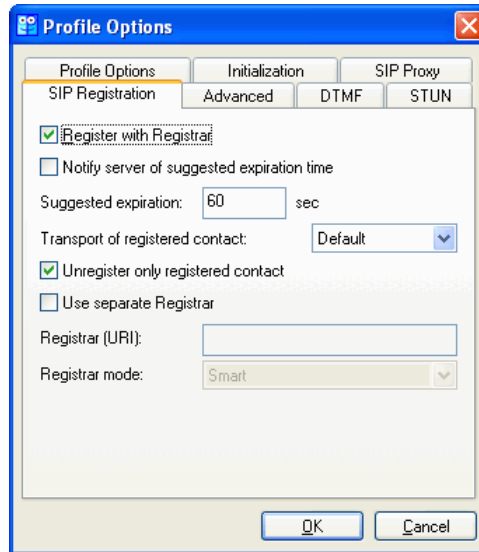 Profile Options
Profile Options Initialization SIP Proxy
SIP Registration Advanced DTMF STUN
Register with Registrar
Notify server of suggested expiration time
Suggested expiration: 60 sec
Transport of registered contact: Default
Unregister only registered contact
Use separate Registrar
Registrar (URI):
Registrar mode: Smart
OK Cancel